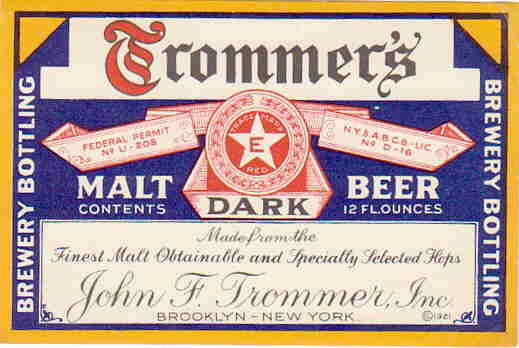 Trommer's
BREWERY BOTTLING
FEDERAL PERMIT
Nº U-208
TRADE MARK
E
RED
N.Y.S.A.B.C.B-LIC.
Nº D-16
BREWERY BOTTLING
MALT
CONTENTS
DARK
BEER
12 FL.OUNCES
Made from the
Finest Malt Obtainable and Specially Selected Hops
John F. Trommer, Inc.
BROOKLYN - NEW YORK.